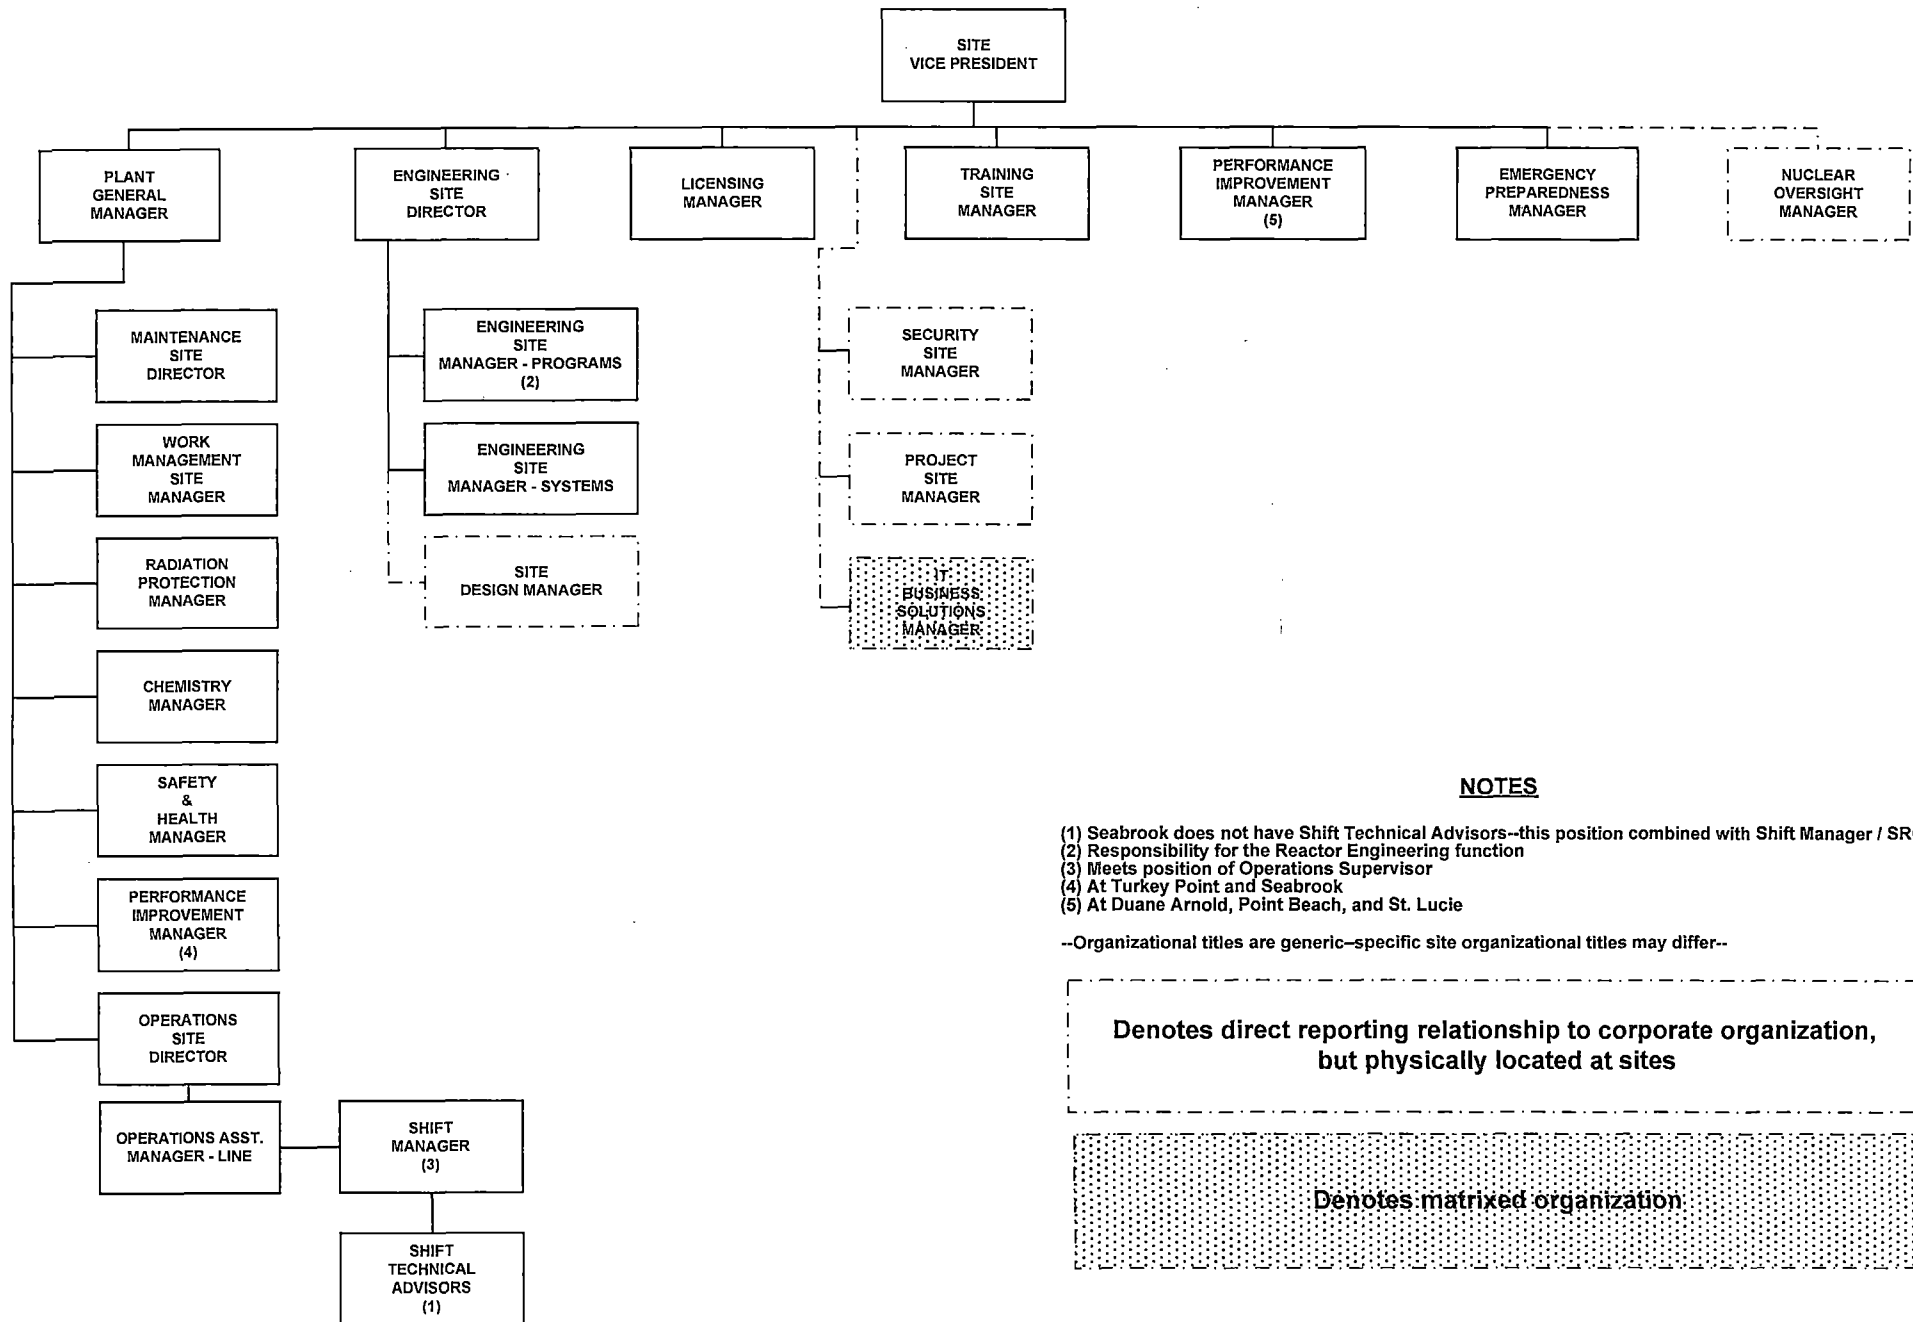 SITE
VICE PRESIDENT
PLANT
GENERAL
MANAGER
ENGINEERING
SITE
DIRECTOR
LICENSING
MANAGER
TRAINING
SITE
MANAGER
PERFORMANCE
IMPROVEMENT
MANAGER
(5)
EMERGENCY
PREPAREDNESS
MANAGER
NUCLEAR
OVERSIGHT
MANAGER
MAINTENANCE
SITE
DIRECTOR
WORK
MANAGEMENT
SITE
MANAGER
RADIATION
PROTECTION
MANAGER
CHEMISTRY
MANAGER
SAFETY
&
HEALTH
MANAGER
PERFORMANCE
IMPROVEMENT
MANAGER
(4)
OPERATIONS
SITE
DIRECTOR
OPERATIONS ASST.
MANAGER - LINE
SHIFT
MANAGER
(3)
SHIFT
TECHNICAL
ADVISORS
(1)
ENGINEERING
SITE
MANAGER - PROGRAMS
(2)
ENGINEERING
SITE
MANAGER - SYSTEMS
SITE
DESIGN MANAGER
SECURITY
SITE
MANAGER
PROJECT
SITE
MANAGER
IT
BUSINESS
SOLUTIONS
MANAGER
NOTES
(1) Seabrook does not have Shift Technical Advisors--this position combined with Shift Manager / SR
(2) Responsibility for the Reactor Engineering function
(3) Meets position of Operations Supervisor
(4) At Turkey Point and Seabrook
(5) At Duane Arnold, Point Beach, and St. Lucie
--Organizational titles are generic–specific site organizational titles may differ--
Denotes direct reporting relationship to corporate organization,
but physically located at sites
Denotes matrixed organization